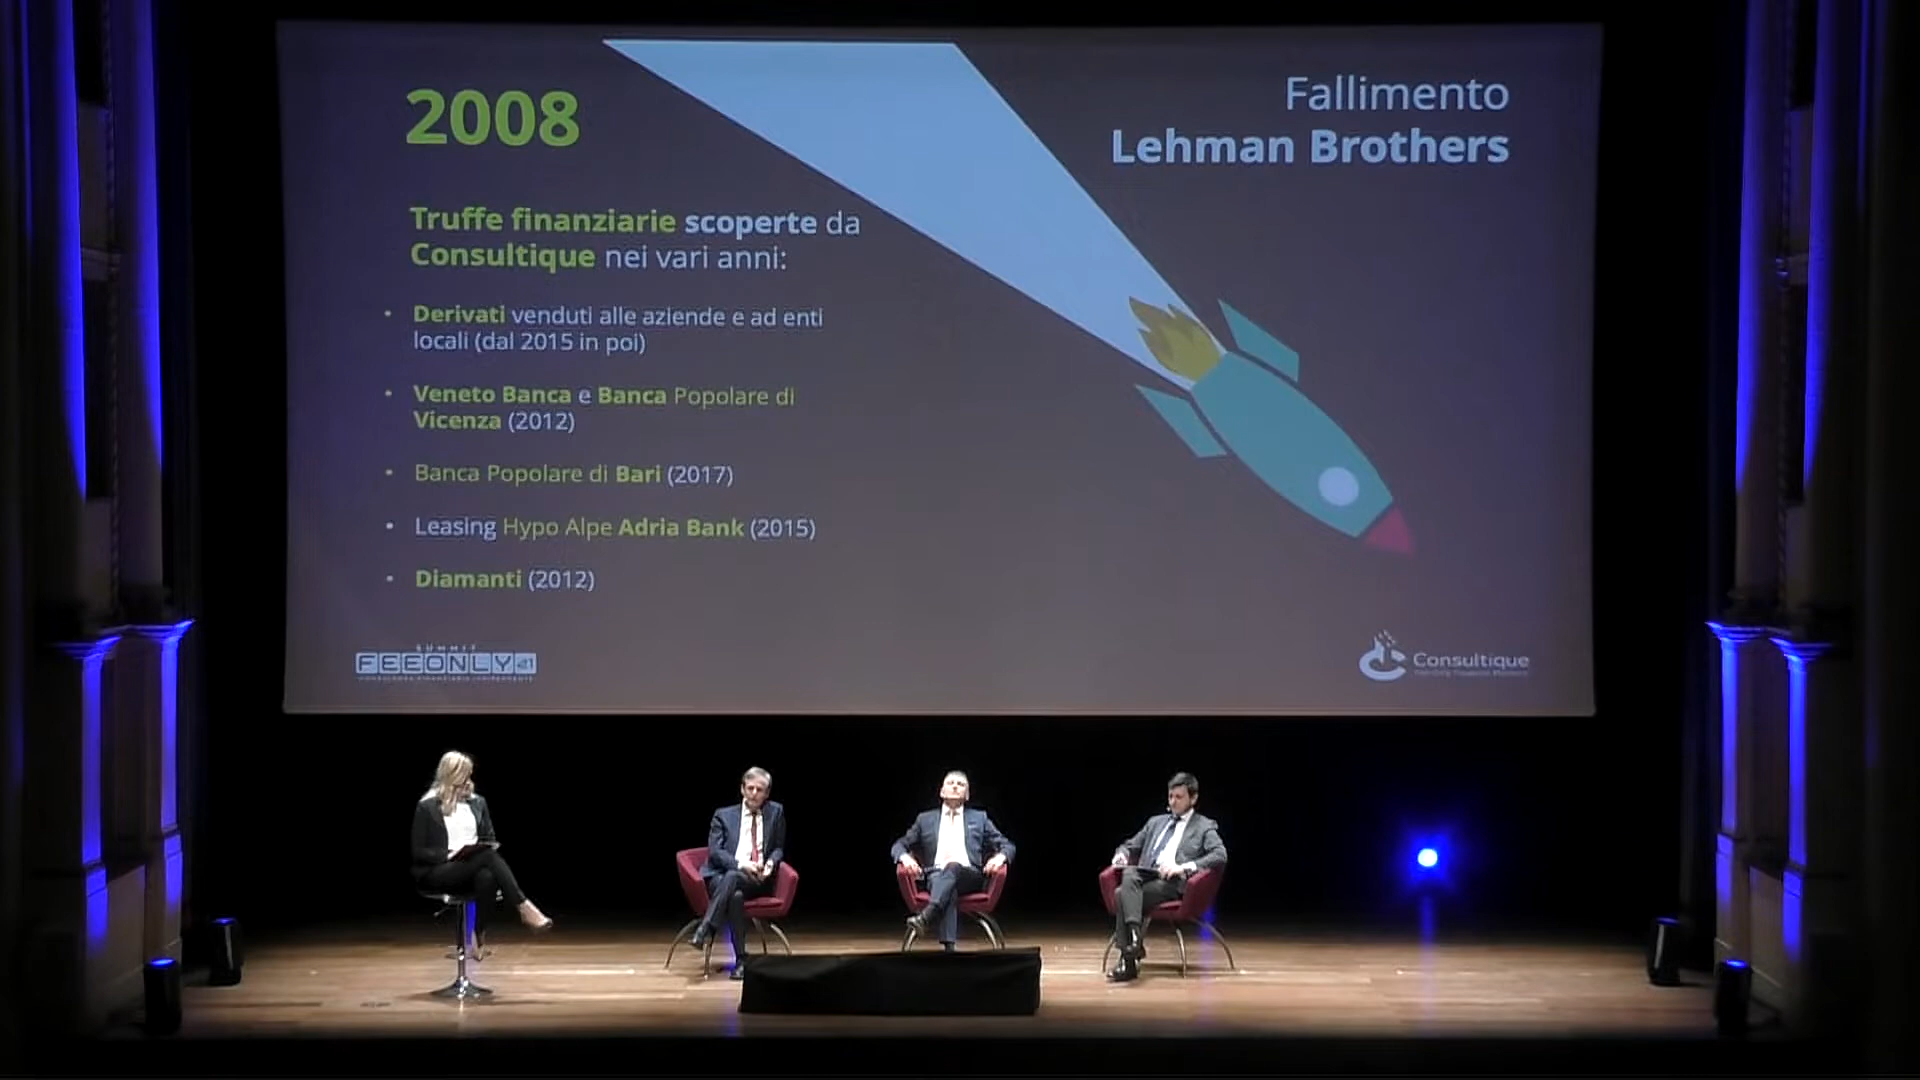 2008
Fallimento
Lehman Brothers
Truffe finanziarie scoperte da
Consultique nei vari anni:
• Derivati venduti alle aziende e ad enti
locali (dal 2015 in poi)
• Veneto Banca e Banca Popolare di
Vicenza (2012)
• Banca Popolare di Bari (2017)
• Leasing Hypo Alpe Adria Bank (2015)
• Diamanti (2012)
SUMMIT
FEEONLY21
Consultique